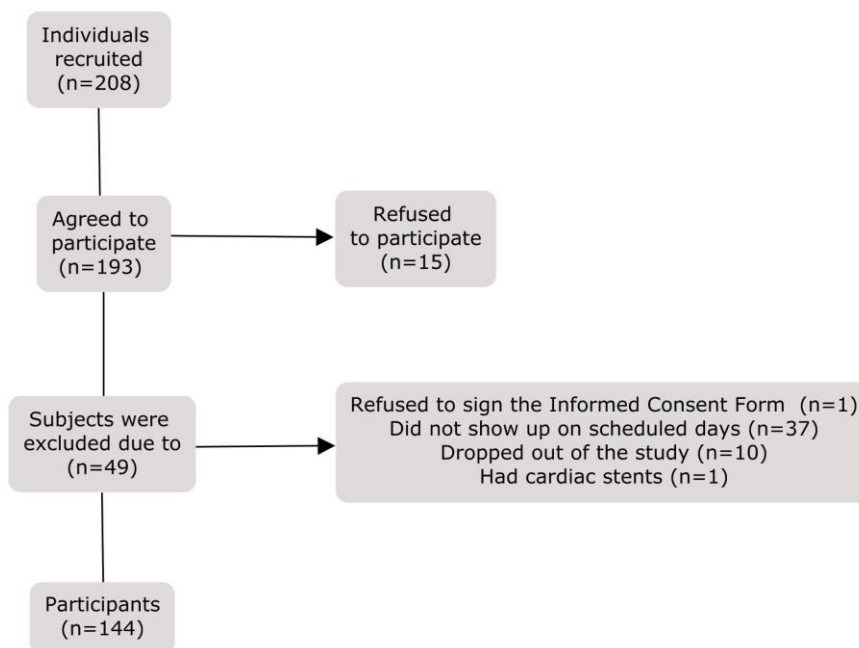 Individuals
recruited
(n=208)
Agreed to
participate
(n=193)
Refused
to participate
(n=15)
Subjects were
excluded due to
(n=49)
Refused to sign the Informed Consent Form (n=1)
Did not show up on scheduled days (n=37)
Dropped out of the study (n=10)
Had cardiac stents (n=1)
Participants
(n=144)